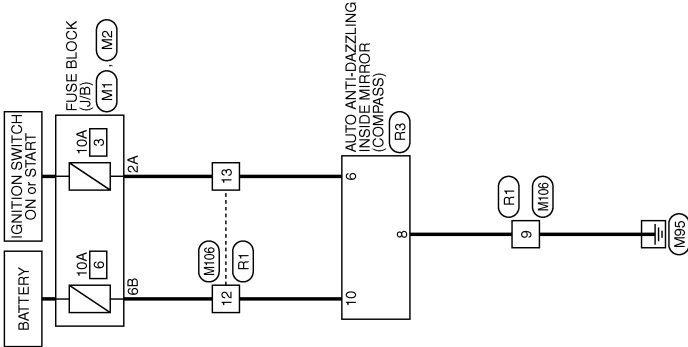 IGNITION SWITCH
ON or START
BATTERY
FUSE BLOCK
(J/B)
M1 , M2
10A
3
10A
6
2A
6B
13
M106
R1
12
AUTO ANTI-DAZZLING
INSIDE MIRROR
(COMPASS)
R3
6
10
8
R1
M106
9
M95